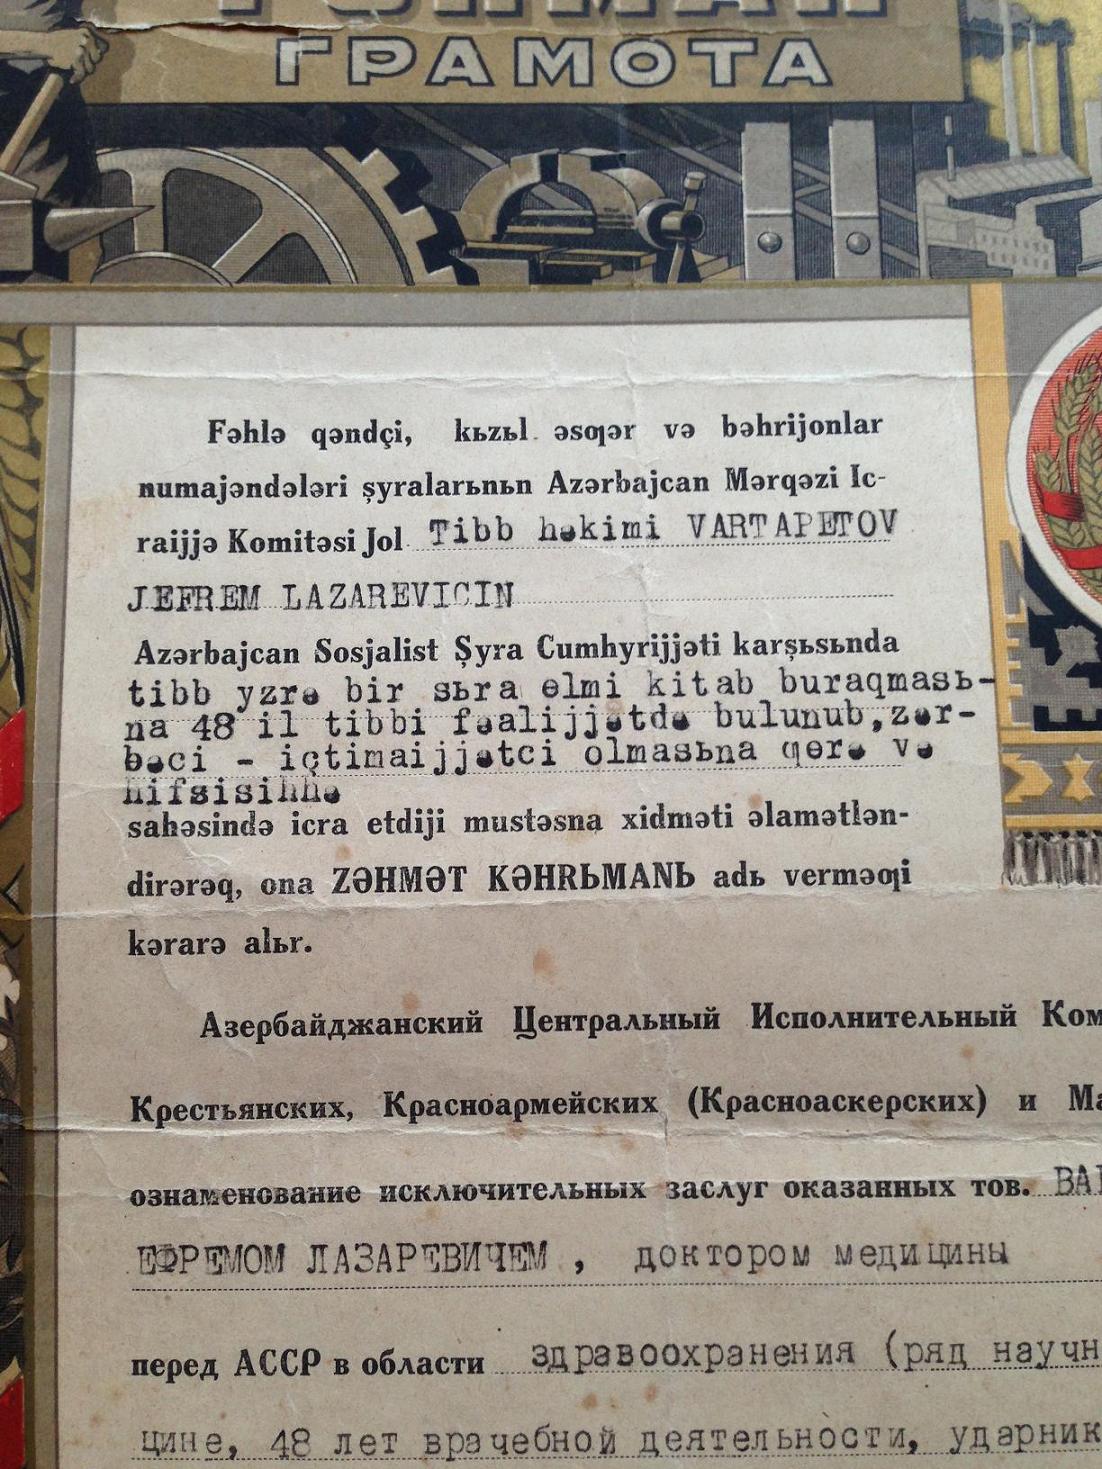 ГРАМОТА
Fəhlə qəndçi, kьzьl əsgər və bəhrijonlar
numajəndələri şyralarьnьn Azərbajcan Mərqəzi Ic-
raijjə Komitəsi Jol Tibb həkimi VARTAPETOV
JEFREM LAZAREVICIN
Azərbajcan Sosjalist Şyra Cumhyrijjəti karşьsьnda
tibb yzrə bir sьra elmi kitab buraqmasь-
na 48 il tibbi fəalijjətdə bulunub,zər-
bəci - içtimaijjətci olmasьna gɵrə və
hifsisihhə
sahəsində icra etdiji mustəsna xidməti əlamətlən-
dirərəq, ona ZƏHMƏT KƏHRЬMANЬ adь verməgi
kərarə alьr.
Азербайджанский Центральный Исполнительный Ком
Крестьянских, Красноармейских (Красноаскерских) и Ма
ознаменование исключительных заслуг оказанных тов. ВАР
ЕФРЕМОМ ЛАЗАРЕВИЧЕМ , доктором медицины
перед АССР в области здравоохранения (ряд научн
цине, 48 лет врачебной деятельности, ударник